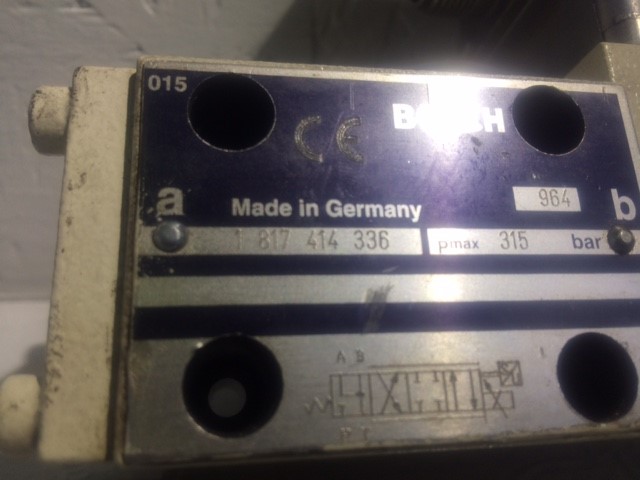 015
BOSCH
CE
964
a
Made in Germany
b
1 817 414 336
pmax 315 bar
A B